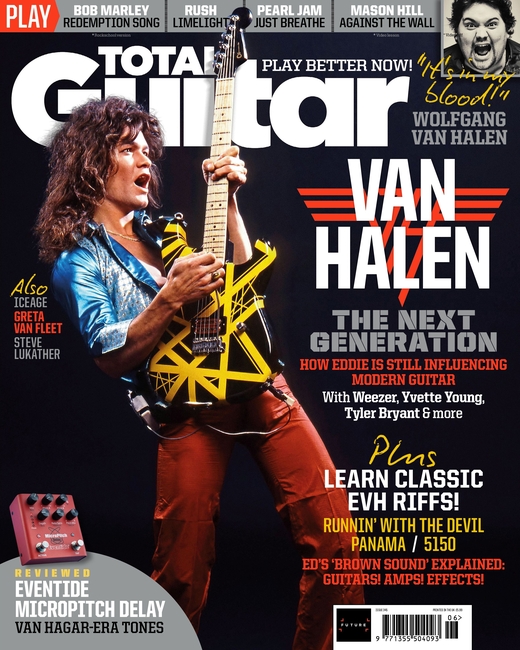 PLAY
BOB MARLEY
REDEMPTION SONG
RUSH
LIMELIGHT
PEARL JAM
JUST BREATHE
MASON HILL
AGAINST THE WALL
TOTAL
PLAY BETTER NOW!
Guitar
"It's in my
blood!"
WOLFGANG
VAN HALEN
VAN
HALEN
THE NEXT
GENERATION
HOW EDDIE IS STILL INFLUENCING
MODERN GUITAR
With Weezer, Yvette Young,
Tyler Bryant & more
Also
ICEAGE
GRETA
VAN FLEET
STEVE
LUKATHER
Plus
LEARN CLASSIC
EVH RIFFS!
RUNNIN' WITH THE DEVIL
PANAMA / 5150
ED'S 'BROWN SOUND' EXPLAINED:
GUITARS! AMPS! EFFECTS!
MicroPitch
REVIEWED
EVENTIDE
MICROPITCH DELAY
VAN HAGAR-ERA TONES
FUTURE
06>
9 771355 504093